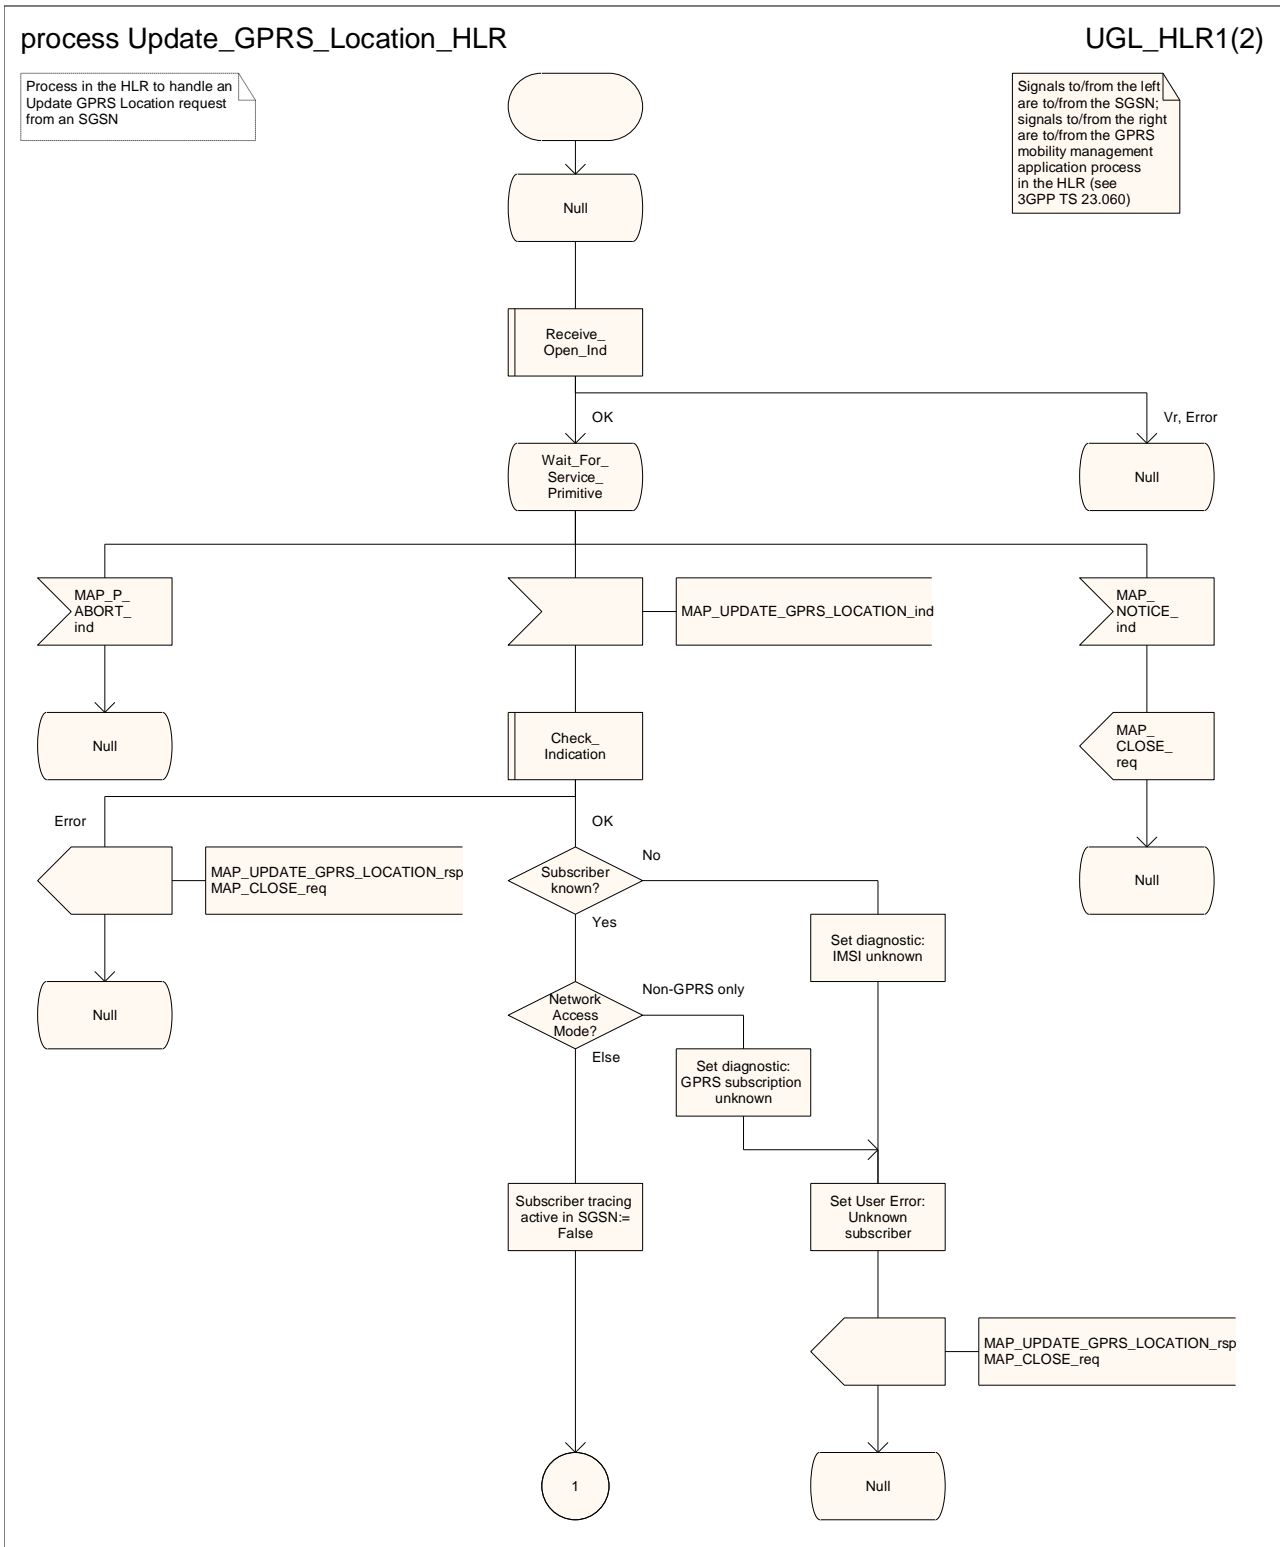 process Update_GPRS_Location_HLR
UGL_HLR1(2)
Process in the HLR to handle an
Update GPRS Location request
from an SGSN
Signals to/from the left
are to/from the SGSN;
signals to/from the right
are to/from the GPRS
mobility management
application process
in the HLR (see
3GPP TS 23.060)
Null
Receive_
Open_Ind
OK
Vr, Error
Wait_For_
Service_
Primitive
Null
MAP_P_
ABORT_
ind
MAP_UPDATE_GPRS_LOCATION_ind
MAP_
NOTICE_
ind
Null
Check_
Indication
MAP_
CLOSE_
req
Error
OK
MAP_UPDATE_GPRS_LOCATION_rsp
MAP_CLOSE_req
Subscriber
known?
No
Yes
Null
Set diagnostic:
IMSI unknown
Null
Network
Access
Mode?
Non-GPRS only
Else
Set diagnostic:
GPRS subscription
unknown
Subscriber tracing
active in SGSN:=
False
Set User Error:
Unknown
subscriber
MAP_UPDATE_GPRS_LOCATION_rsp
MAP_CLOSE_req
1
Null